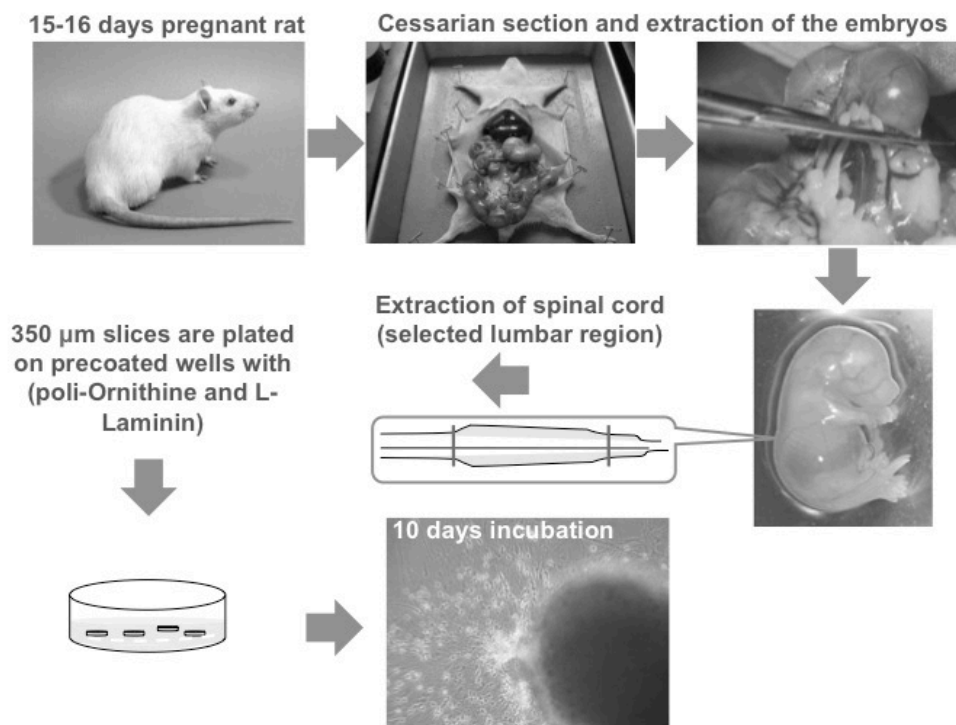 15-16 days pregnant rat
Cessarian section and extraction of the embryos
Extraction of spinal cord
(selected lumbar region)
350 µm slices are plated
on precoated wells with
(poli-Ornithine and L-
Laminin)
10 days incubation